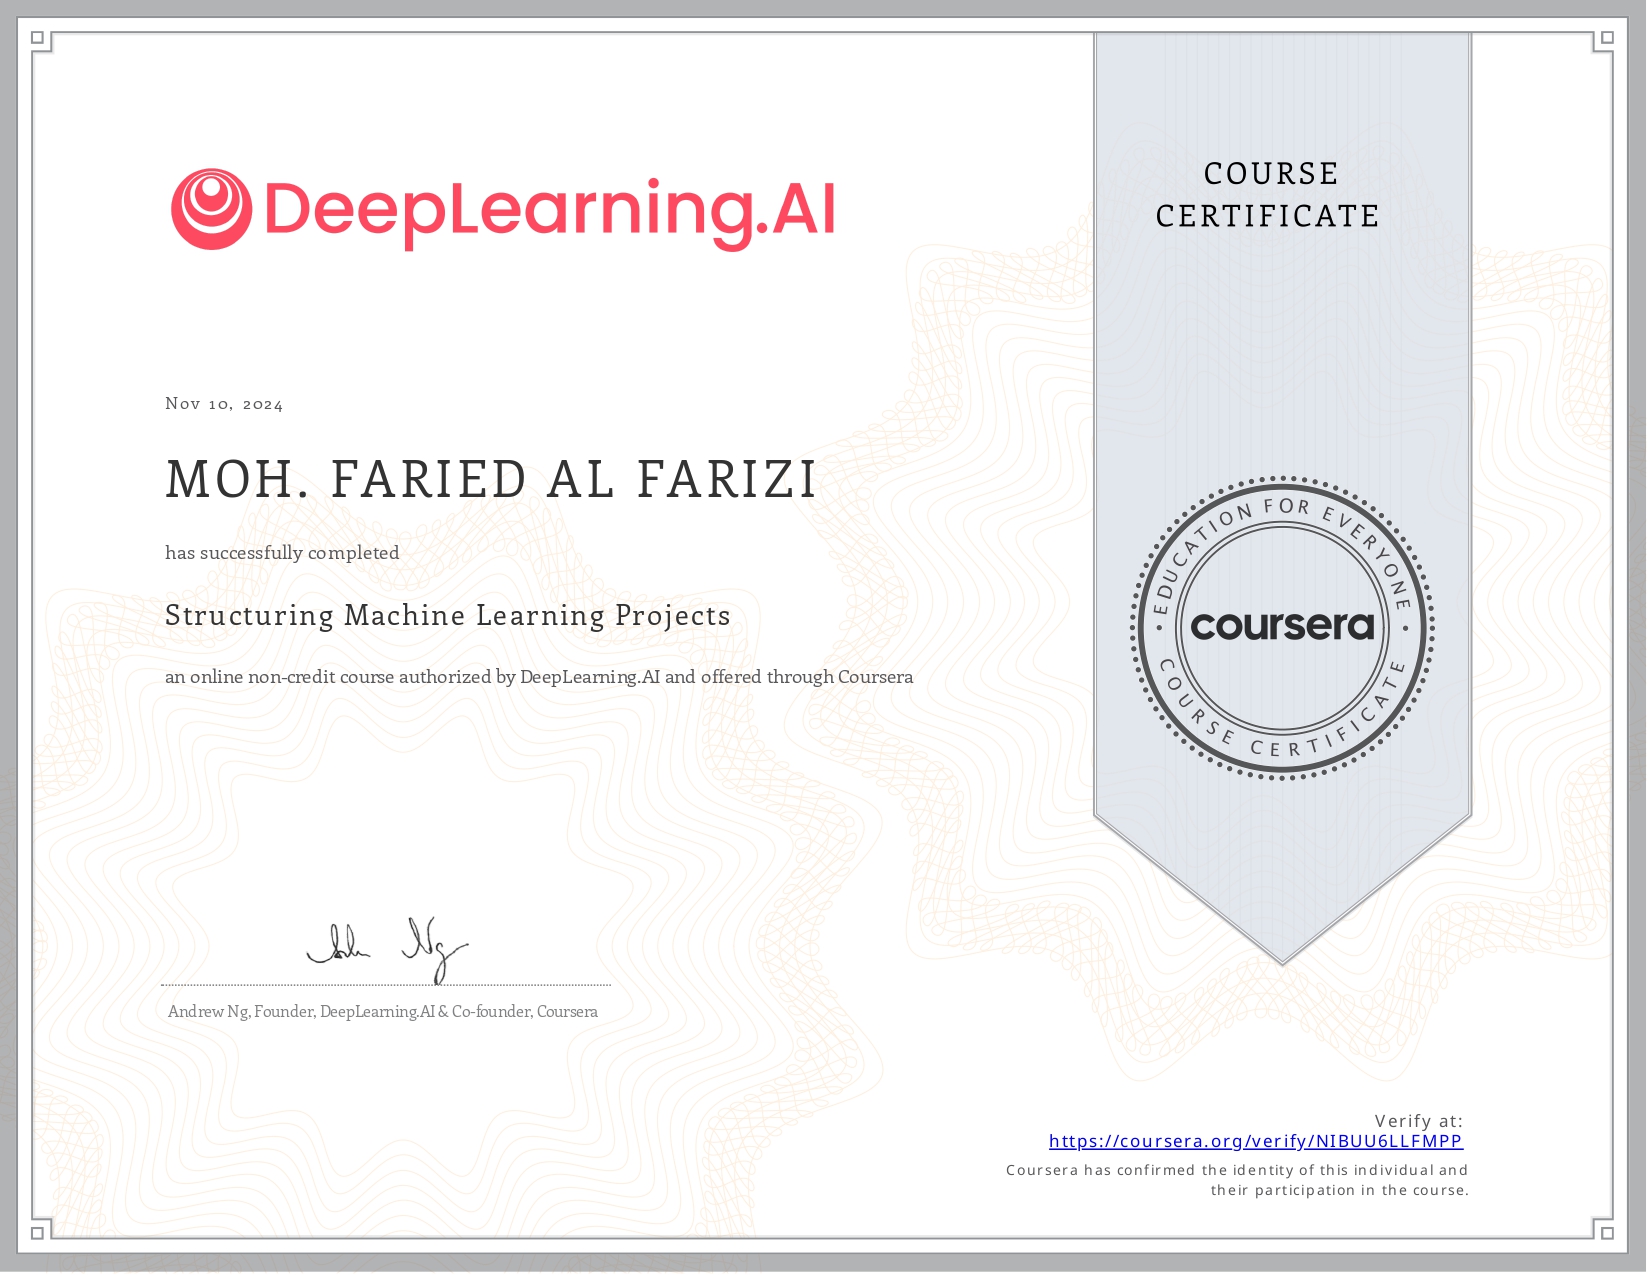 DeepLearning.AI
COURSE
CERTIFICATE
Nov 10, 2024
MOH. FARIED AL FARIZI
has successfully completed
Structuring Machine Learning Projects
an online non-credit course authorized by DeepLearning.AI and offered through Coursera
EDUCATION FOR EVERYONE
coursera
COURSE CERTIFICATE
Andrew Ng, Founder, DeepLearning.AI & Co-founder, Coursera
Verify at:
https://coursera.org/verify/NIBUU6LLFMPP
Coursera has confirmed the identity of this individual and
their participation in the course.